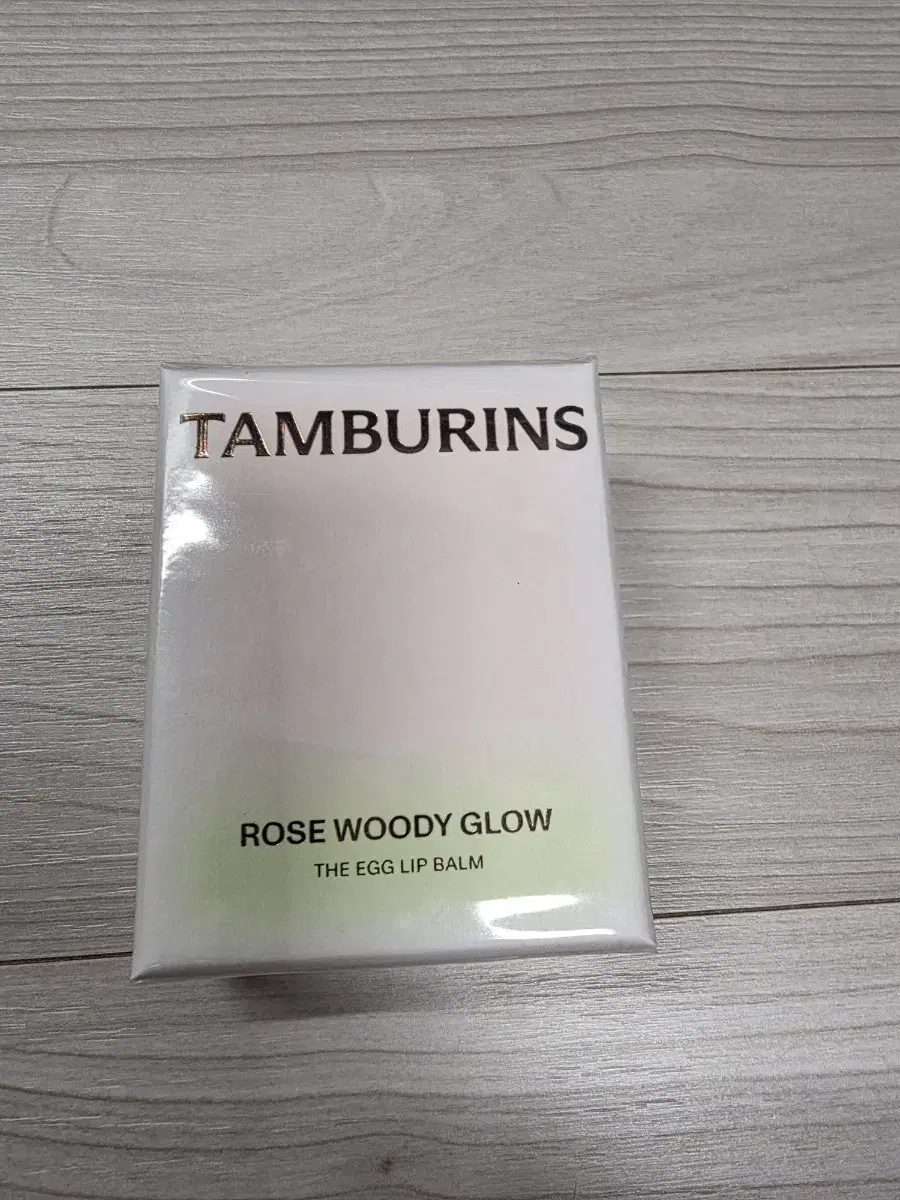 TAMBURINS
ROSE WOODY GLOW
THE EGG LIP BALM